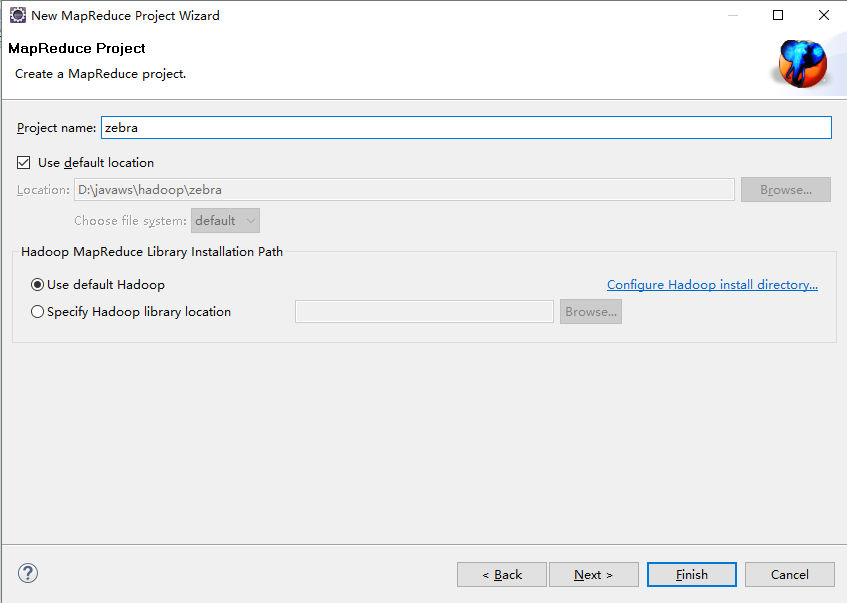 New MapReduce Project Wizard
MapReduce Project
Create a MapReduce project.
Project name: zebra
Use default location
Location: D:\javaws\hadoop\zebra Browse...
Choose file system: default
Hadoop MapReduce Library Installation Path
Use default Hadoop Configure Hadoop install directory...
Specify Hadoop library location Browse...
? < Back Next > Finish Cancel